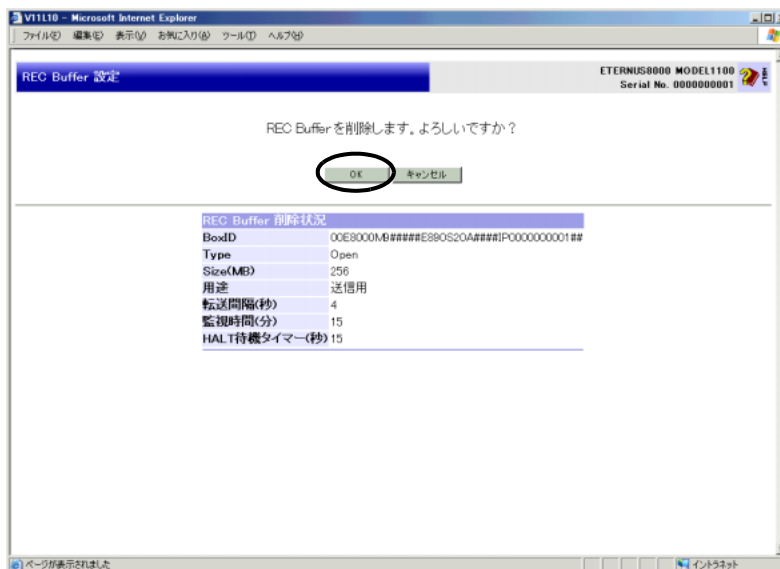 V11L10 - Microsoft Internet Explorer
ファイル(F) 編集(E) 表示(V) お気に入り(A) ツール(T) ヘルプ(H)
REC Buffer 設定
ETERNUS8000 MODEL1100
Serial No. 0000000001
HELP
REC Bufferを削除します。よろしいですか？
OK キャンセル
REC Buffer 削除状況
BoxID 00E8000M9#####E890S20A####IP0000000001##
Type Open
Size(MB) 256
用途 送信用
転送間隔(秒) 4
監視時間(分) 15
HALT待機タイマー(秒) 15
ページが表示されました イントラネット